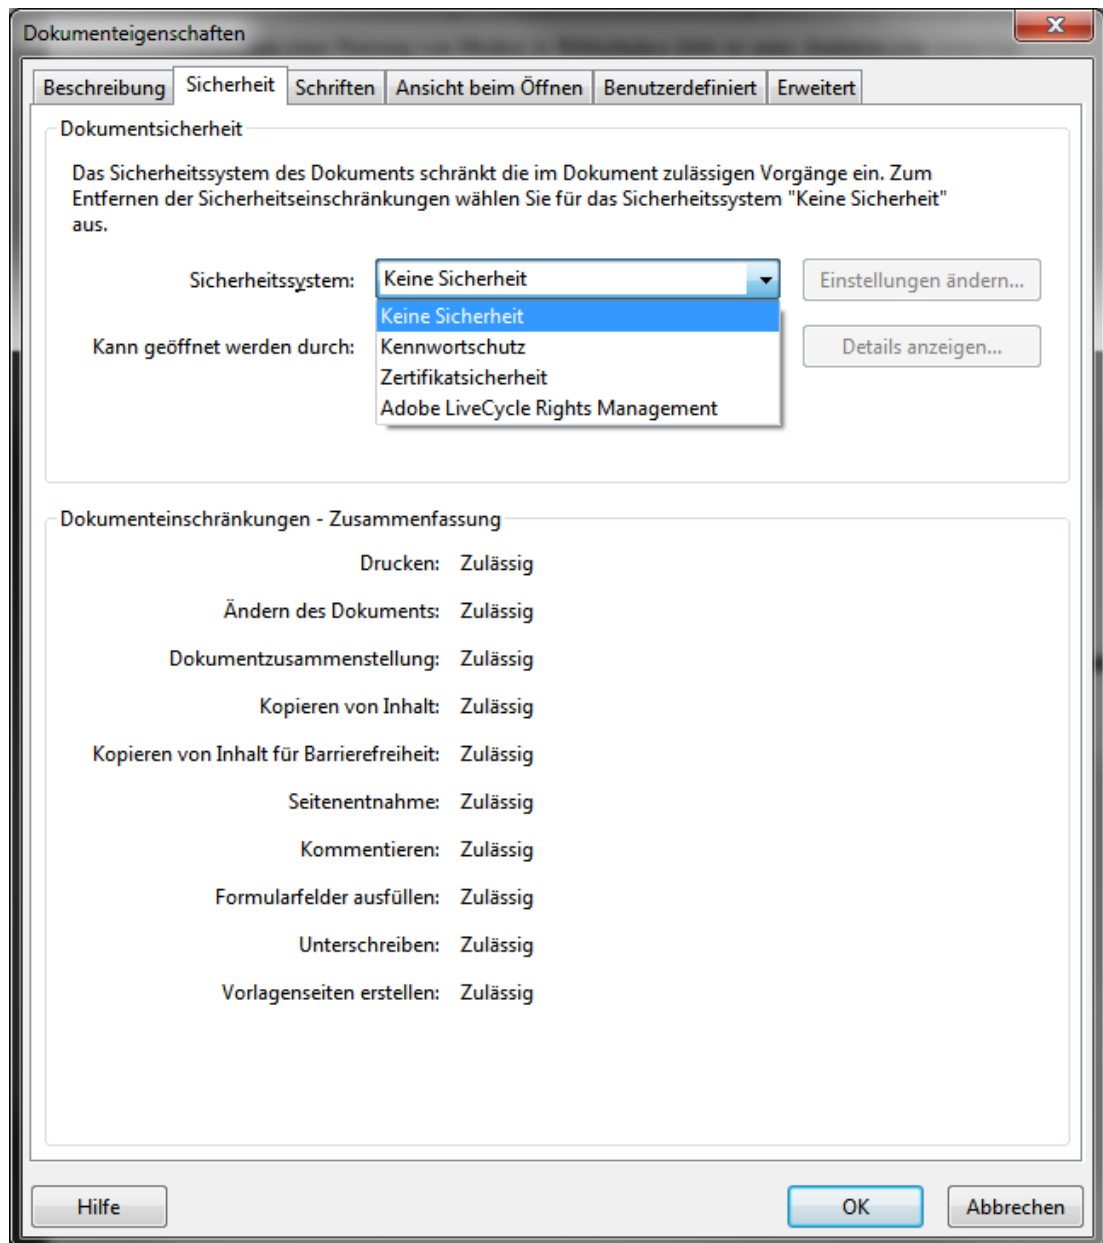 Dokumenteigenschaften
Beschreibung Sicherheit Schriften Ansicht beim Öffnen Benutzerdefiniert Erweitert
Dokumentsicherheit
Das Sicherheitssystem des Dokuments schränkt die im Dokument zulässigen Vorgänge ein. Zum
Entfernen der Sicherheitseinschränkungen wählen Sie für das Sicherheitssystem "Keine Sicherheit"
aus.
Sicherheitssystem: Keine Sicherheit Einstellungen ändern...
Keine Sicherheit
Kann geöffnet werden durch: Kennwortschutz Details anzeigen...
Zertifikatsicherheit
Adobe LiveCycle Rights Management
Dokumenteinschränkungen - Zusammenfassung
Drucken: Zulässig
Ändern des Dokuments: Zulässig
Dokumentzusammenstellung: Zulässig
Kopieren von Inhalt: Zulässig
Kopieren von Inhalt für Barrierefreiheit: Zulässig
Seitenentnahme: Zulässig
Kommentieren: Zulässig
Formularfelder ausfüllen: Zulässig
Unterschreiben: Zulässig
Vorlagenseiten erstellen: Zulässig
Hilfe OK Abbrechen